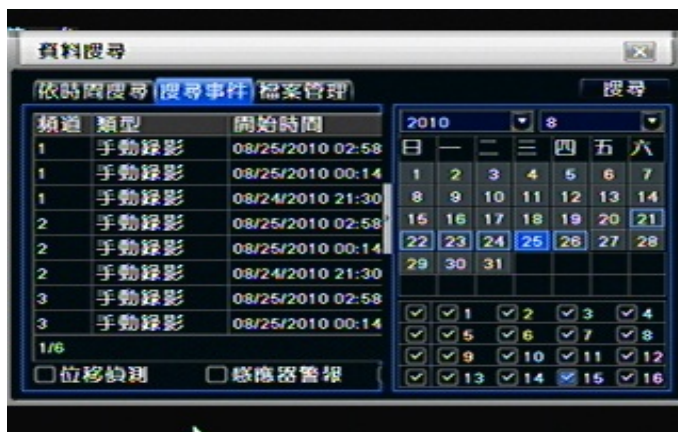 資料搜尋
依時間搜尋 搜尋事件 檔案管理 搜尋
頻道 類型 開始時間
1 手動錄影 08/25/2010 02:58
1 手動錄影 08/25/2010 00:14
1 手動錄影 08/24/2010 21:30
2 手動錄影 08/25/2010 02:58
2 手動錄影 08/25/2010 00:14
2 手動錄影 08/24/2010 21:30
3 手動錄影 08/25/2010 02:58
3 手動錄影 08/25/2010 00:14
1/6
位移偵測 感應器警報
2010 8
日 一 二 三 四 五 六
1 2 3 4 5 6 7
8 9 10 11 12 13 14
15 16 17 18 19 20 21
22 23 24 25 26 27 28
29 30 31
1 2 3 4
5 6 7 8
9 10 11 12
13 14 15 16